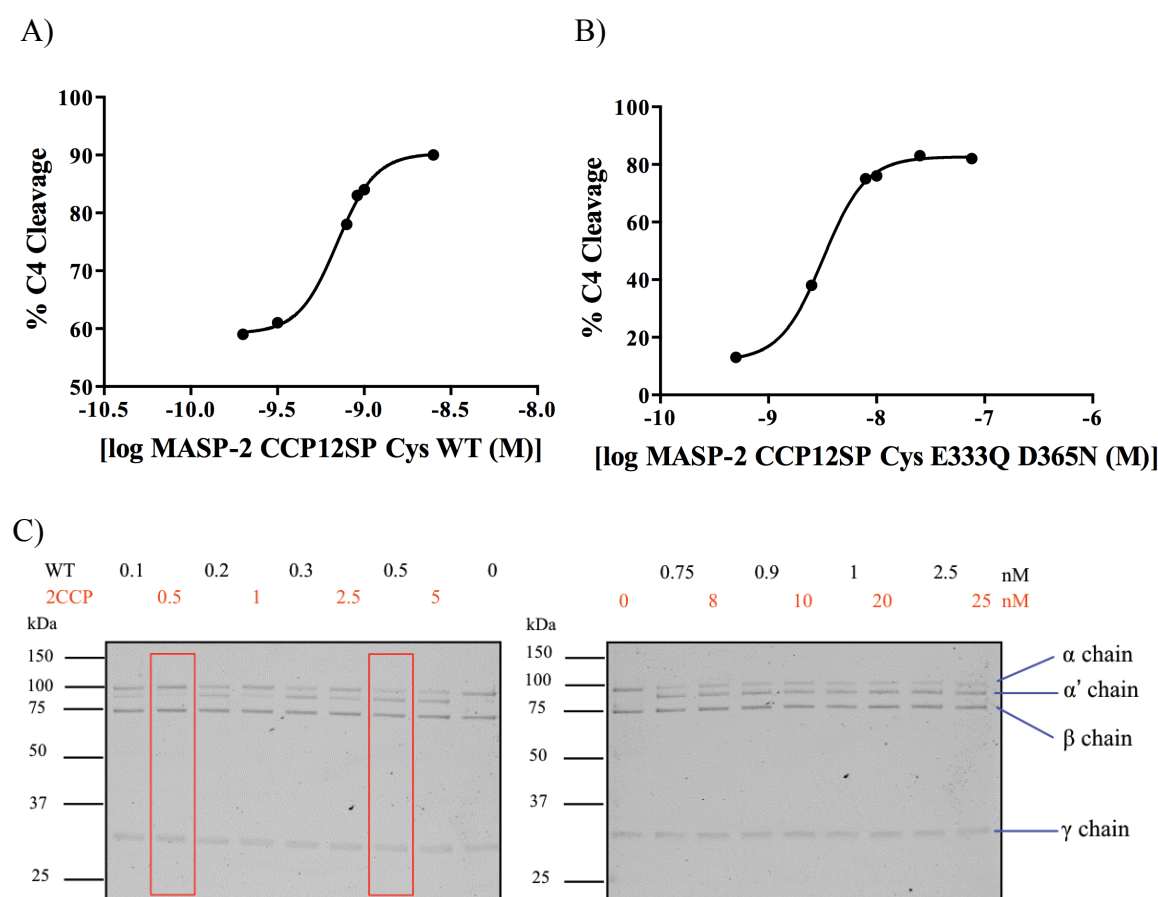 A)
100
90
80
70
60
50
% C4 Cleavage
-10.5 -10.0 -9.5 -9.0 -8.5 -8.0
[log MASP-2 CCP12SP Cys WT (M)]
B)
100
80
60
40
20
0
% C4 Cleavage
-10 -9 -8 -7 -6
[log MASP-2 CCP12SP Cys E333Q D365N (M)]
C)
WT 0.1 0.2 0.3 0.5 0
2CCP 0.5 1 2.5 5
kDa
150
100
75
50
37
25
0.75 0.9 1 2.5 nM
0 8 10 20 25 nM
kDa
150
100
75
50
37
25
α chain
α' chain
β chain
γ chain